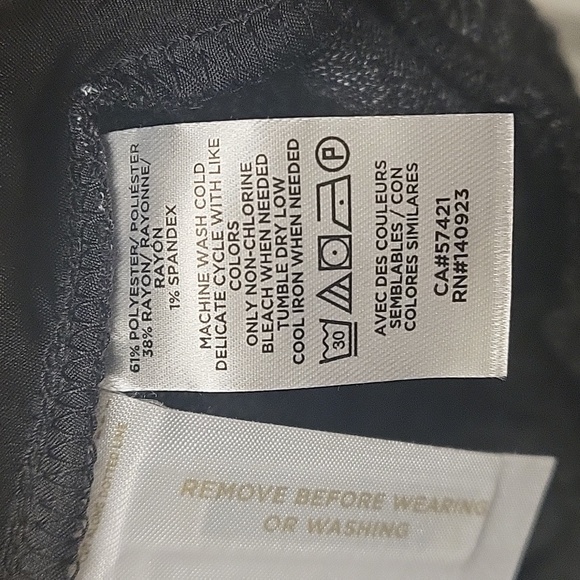 61% POLYESTER/ POLIÉSTER
38% RAYON/ RAYONNE/
RAYON
1% SPANDEX
MACHINE WASH COLD
DELICATE CYCLE WITH LIKE
COLORS
ONLY NON-CHLORINE
BLEACH WHEN NEEDED
TUMBLE DRY LOW
COOL IRON WHEN NEEDED
30 P
AVEC DES COULEURS
SEMBLABLES / CON
COLORES SIMILARES
CA#57421
RN#140923
DOTTED LINE
REMOVE BEFORE WEARING
OR WASHING